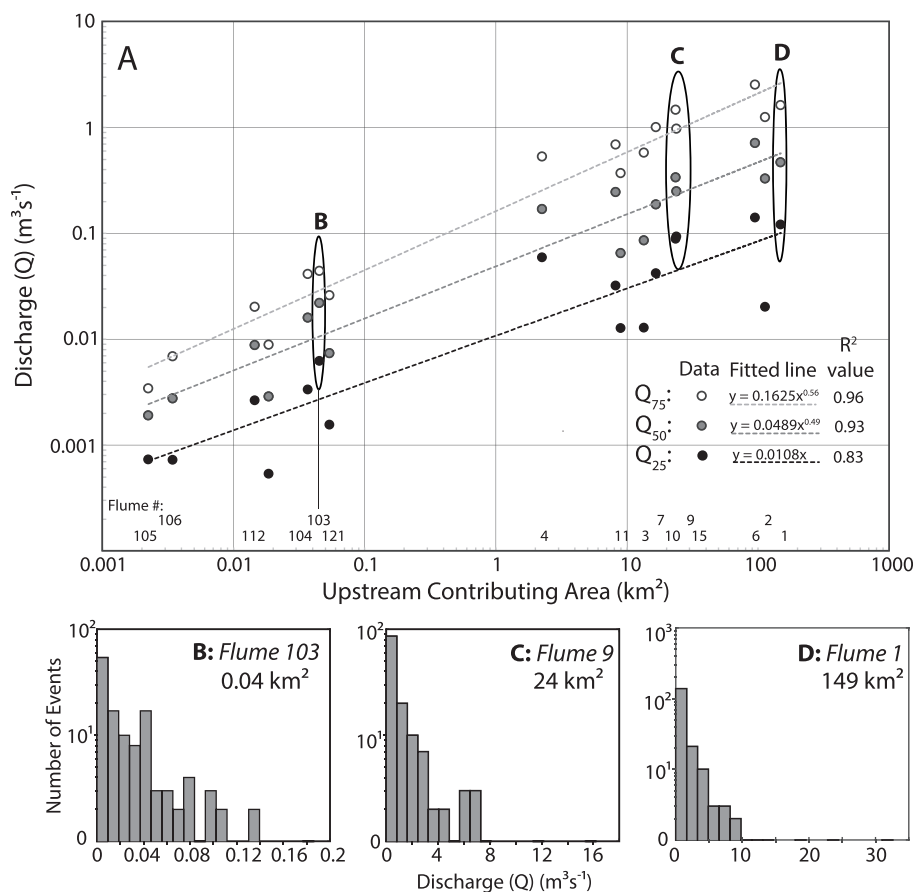 A
B
C
D
10
1
0.1
0.01
0.001
Discharge (Q) (m³s⁻¹)
R²
Data Fitted line value
Q₇₅: y = 0.1625x⁰·⁵⁶ 0.96
Q₅₀: y = 0.0489x⁰·⁴⁹ 0.93
Q₂₅: y = 0.0108x 0.83
Flume #:
106 103 7 9 2
105 112 104 121 4 11 3 10 15 6 1
0.001 0.01 0.1 1 10 100 1000
Upstream Contributing Area (km²)
B: Flume 103
0.04 km²
10²
10¹
0
Number of Events
0 0.04 0.08 0.12 0.16 0.2
C: Flume 9
24 km²
10²
10¹
0
0 4 8 12 16
Discharge (Q) (m³s⁻¹)
D: Flume 1
149 km²
10³
10²
10¹
0
0 10 20 30